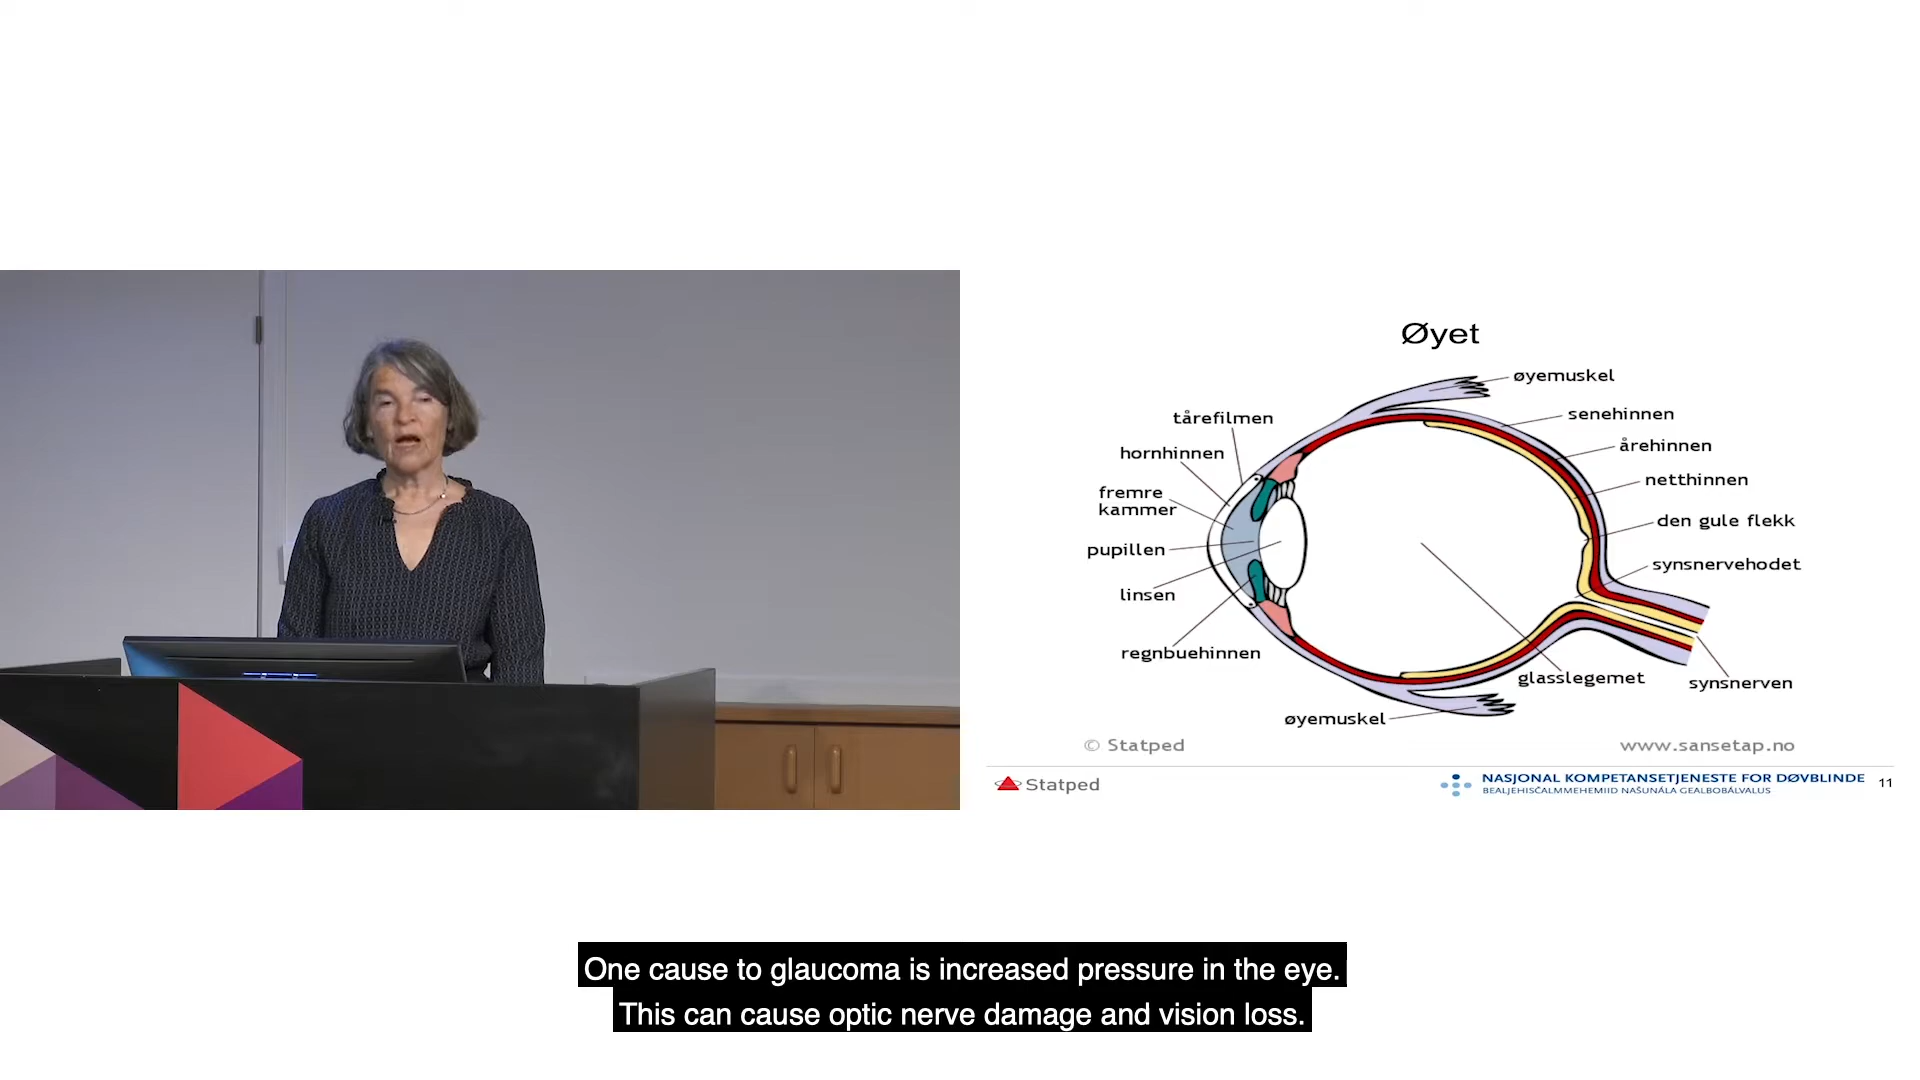 Øyet
øyemuskel
senehinnen
tårefilmen
årehinnen
hornhinnen
netthinnen
fremre
kammer
den gule flekk
pupillen
synsnervehodet
linsen
regnbuehinnen
glasslegemet
synsnerven
øyemuskel
© Statped
www.sansetap.no
Statped
NASJONAL KOMPETANSETJENESTE FOR DØVBLINDE
BEALJEHISČALMMEHEMIID NAŠUNÁLA GEALBOBÁLVALUS
11
One cause to glaucoma is increased pressure in the eye.
This can cause optic nerve damage and vision loss.